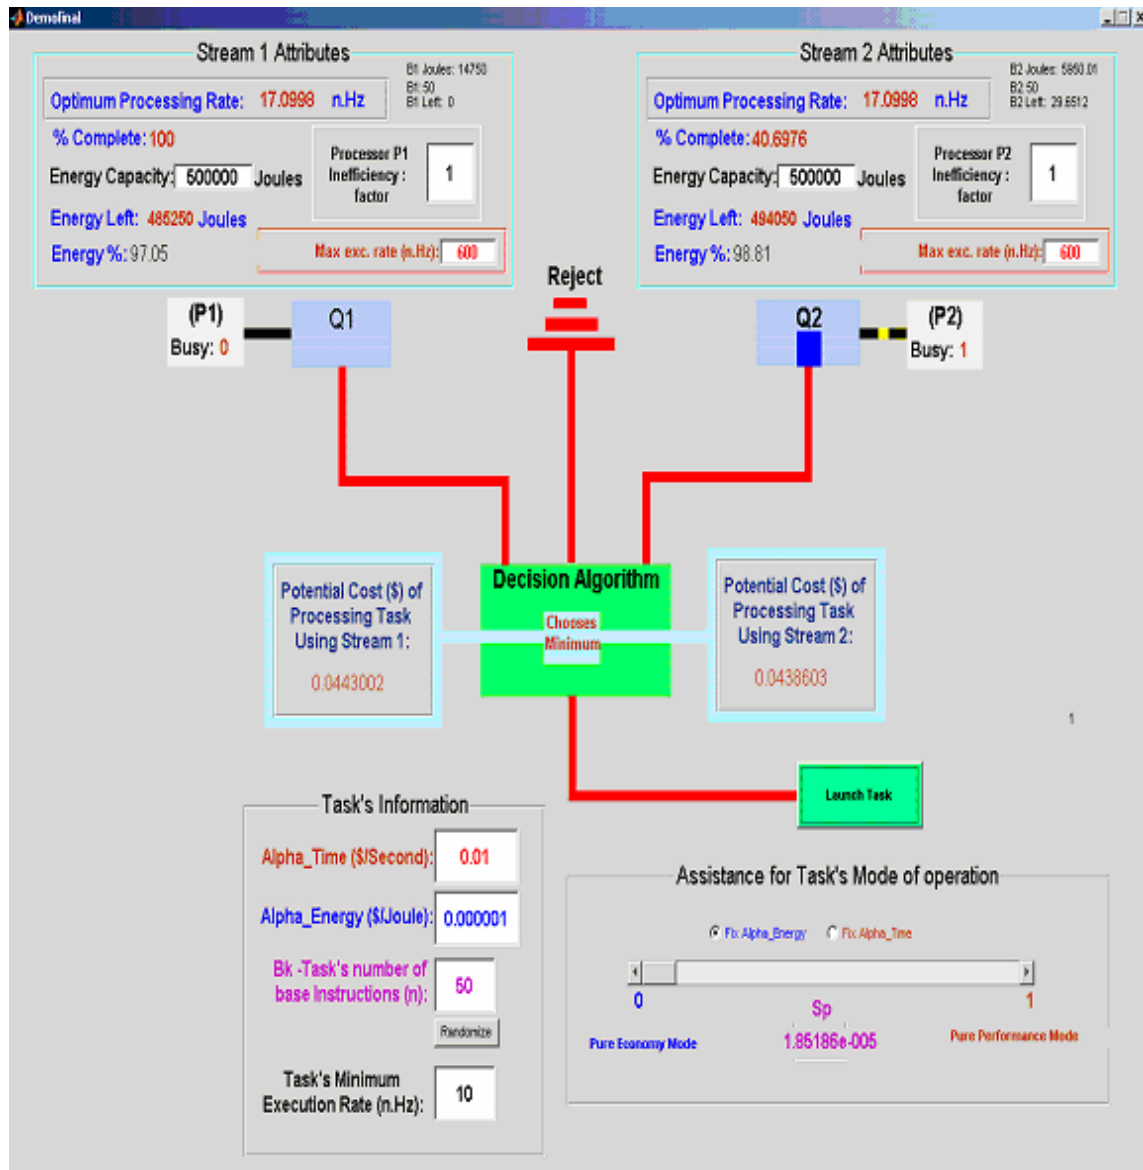 Demofinal
Stream 1 Attributes
B1 Joules: 14750
B1: 50
B1 Left: 0
Optimum Processing Rate: 17.0998 n.Hz
% Complete: 100
Energy Capacity: 500000 Joules
Processor P1
Inefficiency :
factor
1
Energy Left: 485250 Joules
Energy %: 97.05
Max exc. rate (n.Hz): 600
Stream 2 Attributes
B2 Joules: 5950.01
B2:50
B2 Left: 29.6512
Optimum Processing Rate: 17.0998 n.Hz
% Complete: 40.6976
Energy Capacity: 500000 Joules
Processor P2
Inefficiency :
factor
1
Energy Left: 494050 Joules
Energy %: 98.81
Max exc. rate (n.Hz): 600
(P1)
Busy: 0
Q1
Reject
Q2
(P2)
Busy: 1
Potential Cost ($) of
Processing Task
Using Stream 1:
0.0443002
Decision Algorithm
Chooses
Minimum
Potential Cost ($) of
Processing Task
Using Stream 2:
0.0438603
1
Launch Task
Task's Information
Alpha_Time ($/Second): 0.01
Alpha_Energy ($/Joule): 0.000001
Bk -Task's number of
base Instructions (n): 50
Randomize
Task's Minimum
Execution Rate (n.Hz): 10
Assistance for Task's Mode of operation
Fix Alpha_Energy Fix Alpha_Time
0 1
Sp
Pure Economy Mode 1.85186e-005 Pure Performance Mode